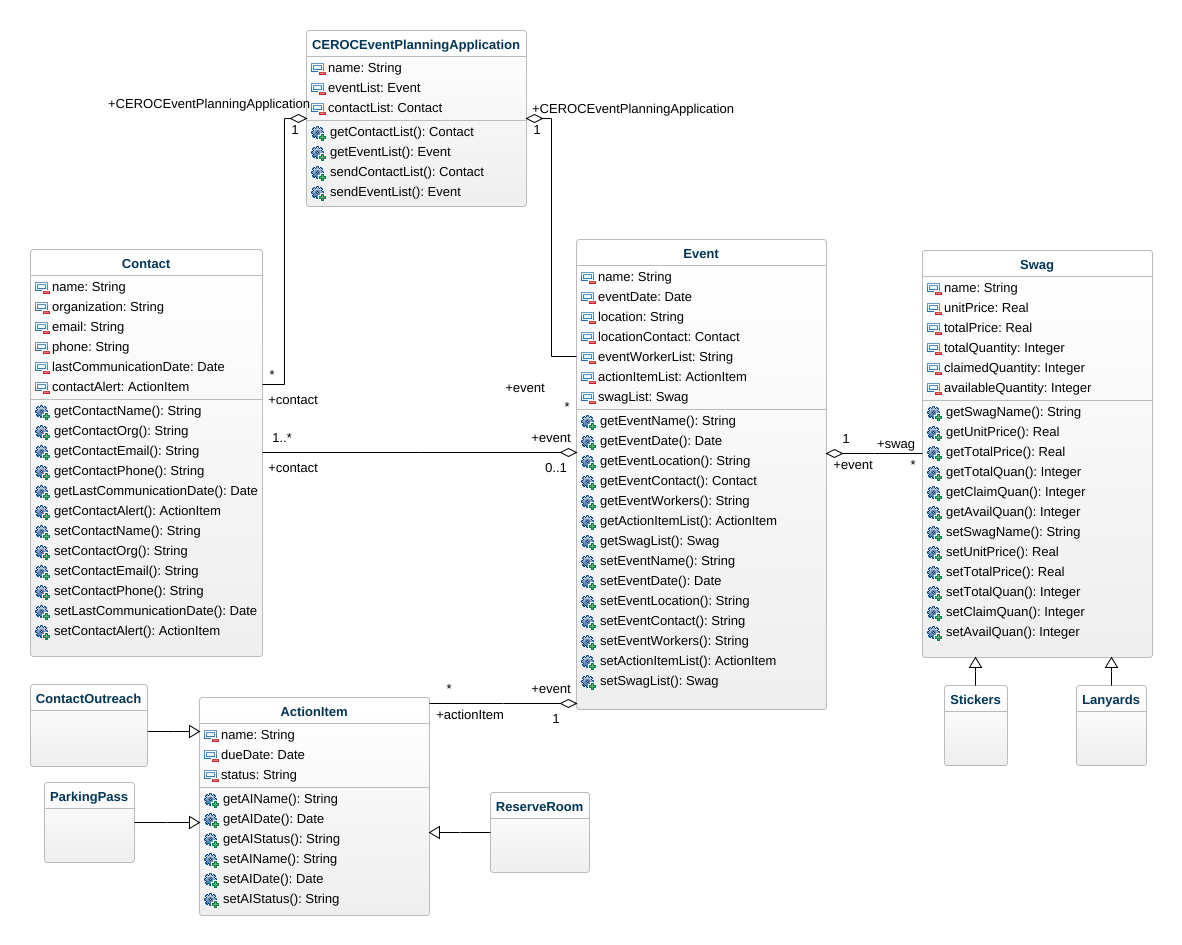 CEROCEventPlanningApplication
name: String
eventList: Event
contactList: Contact
getContactList(): Contact
getEventList(): Event
sendContactList(): Contact
sendEventList(): Event
+CEROCEventPlanningApplication
1
+CEROCEventPlanningApplication
1
Contact
name: String
organization: String
email: String
phone: String
lastCommunicationDate: Date
contactAlert: ActionItem
getContactName(): String
getContactOrg(): String
getContactEmail(): String
getContactPhone(): String
getLastCommunicationDate(): Date
getContactAlert(): ActionItem
setContactName(): String
setContactOrg(): String
setContactEmail(): String
setContactPhone(): String
setLastCommunicationDate(): Date
setContactAlert(): ActionItem
*
+contact
1..*
+contact
+event
*
+event
0..1
Event
name: String
eventDate: Date
location: String
locationContact: Contact
eventWorkerList: String
actionItemList: ActionItem
swagList: Swag
getEventName(): String
getEventDate(): Date
getEventLocation(): String
getEventContact(): Contact
getEventWorkers(): String
getActionItemList(): ActionItem
getSwagList(): Swag
setEventName(): String
setEventDate(): Date
setEventLocation(): String
setEventContact(): Contact
setEventWorkers(): String
setActionItemList(): ActionItem
setSwagList(): Swag
1
+event
+swag
*
Swag
name: String
unitPrice: Real
totalPrice: Real
totalQuantity: Integer
claimedQuantity: Integer
availableQuantity: Integer
getSwagName(): String
getUnitPrice(): Real
getTotalPrice(): Real
getTotalQuan(): Integer
getClaimQuan(): Integer
getAvailQuan(): Integer
setSwagName(): String
setUnitPrice(): Real
setTotalPrice(): Real
setTotalQuan(): Integer
setClaimQuan(): Integer
setAvailQuan(): Integer
Stickers
Lanyards
ContactOutreach
ParkingPass
ActionItem
name: String
dueDate: Date
status: String
getAIName(): String
getAIDate(): Date
getAIStatus(): String
setAIName(): String
setAIDate(): Date
setAIStatus(): String
*
+actionItem
+event
1
ReserveRoom